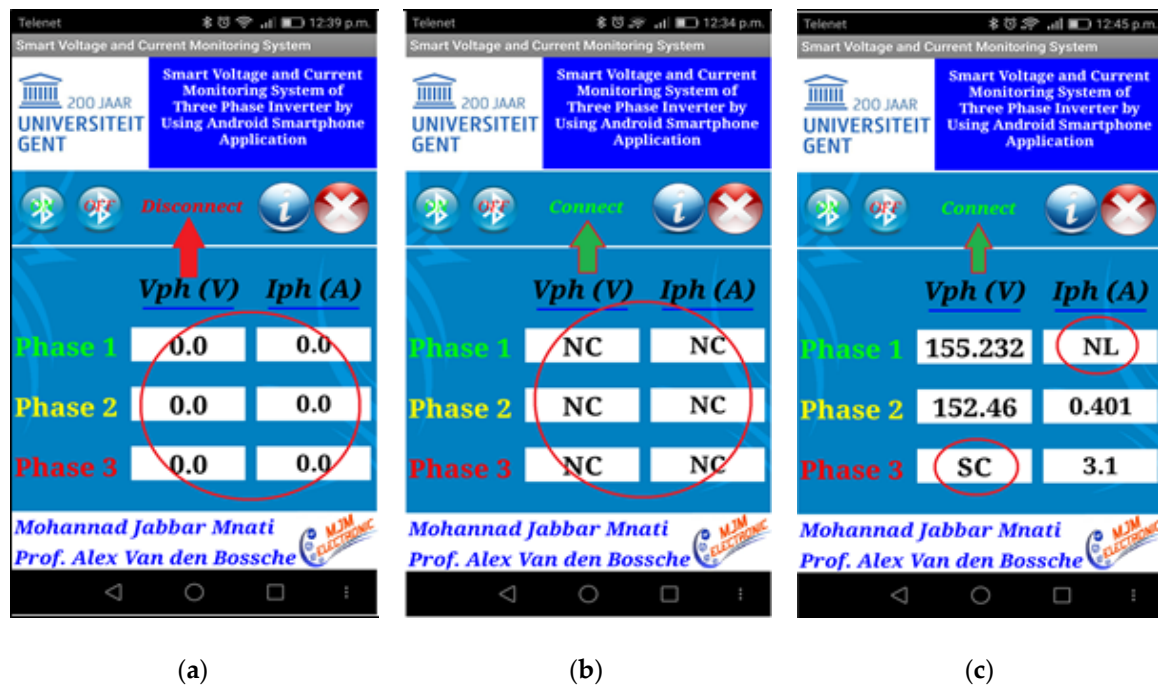 Telenet 12:39 p.m.
Smart Voltage and Current Monitoring System
200 JAAR
UNIVERSITEIT
GENT
Smart Voltage and Current
Monitoring System of
Three Phase Inverter by
Using Android Smartphone
Application
OFF Disconnect i
Vph (V) Iph (A)
Phase 1 0.0 0.0
Phase 2 0.0 0.0
Phase 3 0.0 0.0
Mohannad Jabbar Mnati
Prof. Alex Van den Bossche
MJM
ELECTRONIC
(a)
Telenet 12:34 p.m.
Smart Voltage and Current Monitoring System
200 JAAR
UNIVERSITEIT
GENT
Smart Voltage and Current
Monitoring System of
Three Phase Inverter by
Using Android Smartphone
Application
OFF Connect i
Vph (V) Iph (A)
Phase 1 NC NC
Phase 2 NC NC
Phase 3 NC NC
Mohannad Jabbar Mnati
Prof. Alex Van den Bossche
MJM
ELECTRONIC
(b)
Telenet 12:45 p.m.
Smart Voltage and Current Monitoring System
200 JAAR
UNIVERSITEIT
GENT
Smart Voltage and Current
Monitoring System of
Three Phase Inverter by
Using Android Smartphone
Application
OFF Connect i
Vph (V) Iph (A)
Phase 1 155.232 NL
Phase 2 152.46 0.401
Phase 3 SC 3.1
Mohannad Jabbar Mnati
Prof. Alex Van den Bossche
MJM
ELECTRONIC
(c)